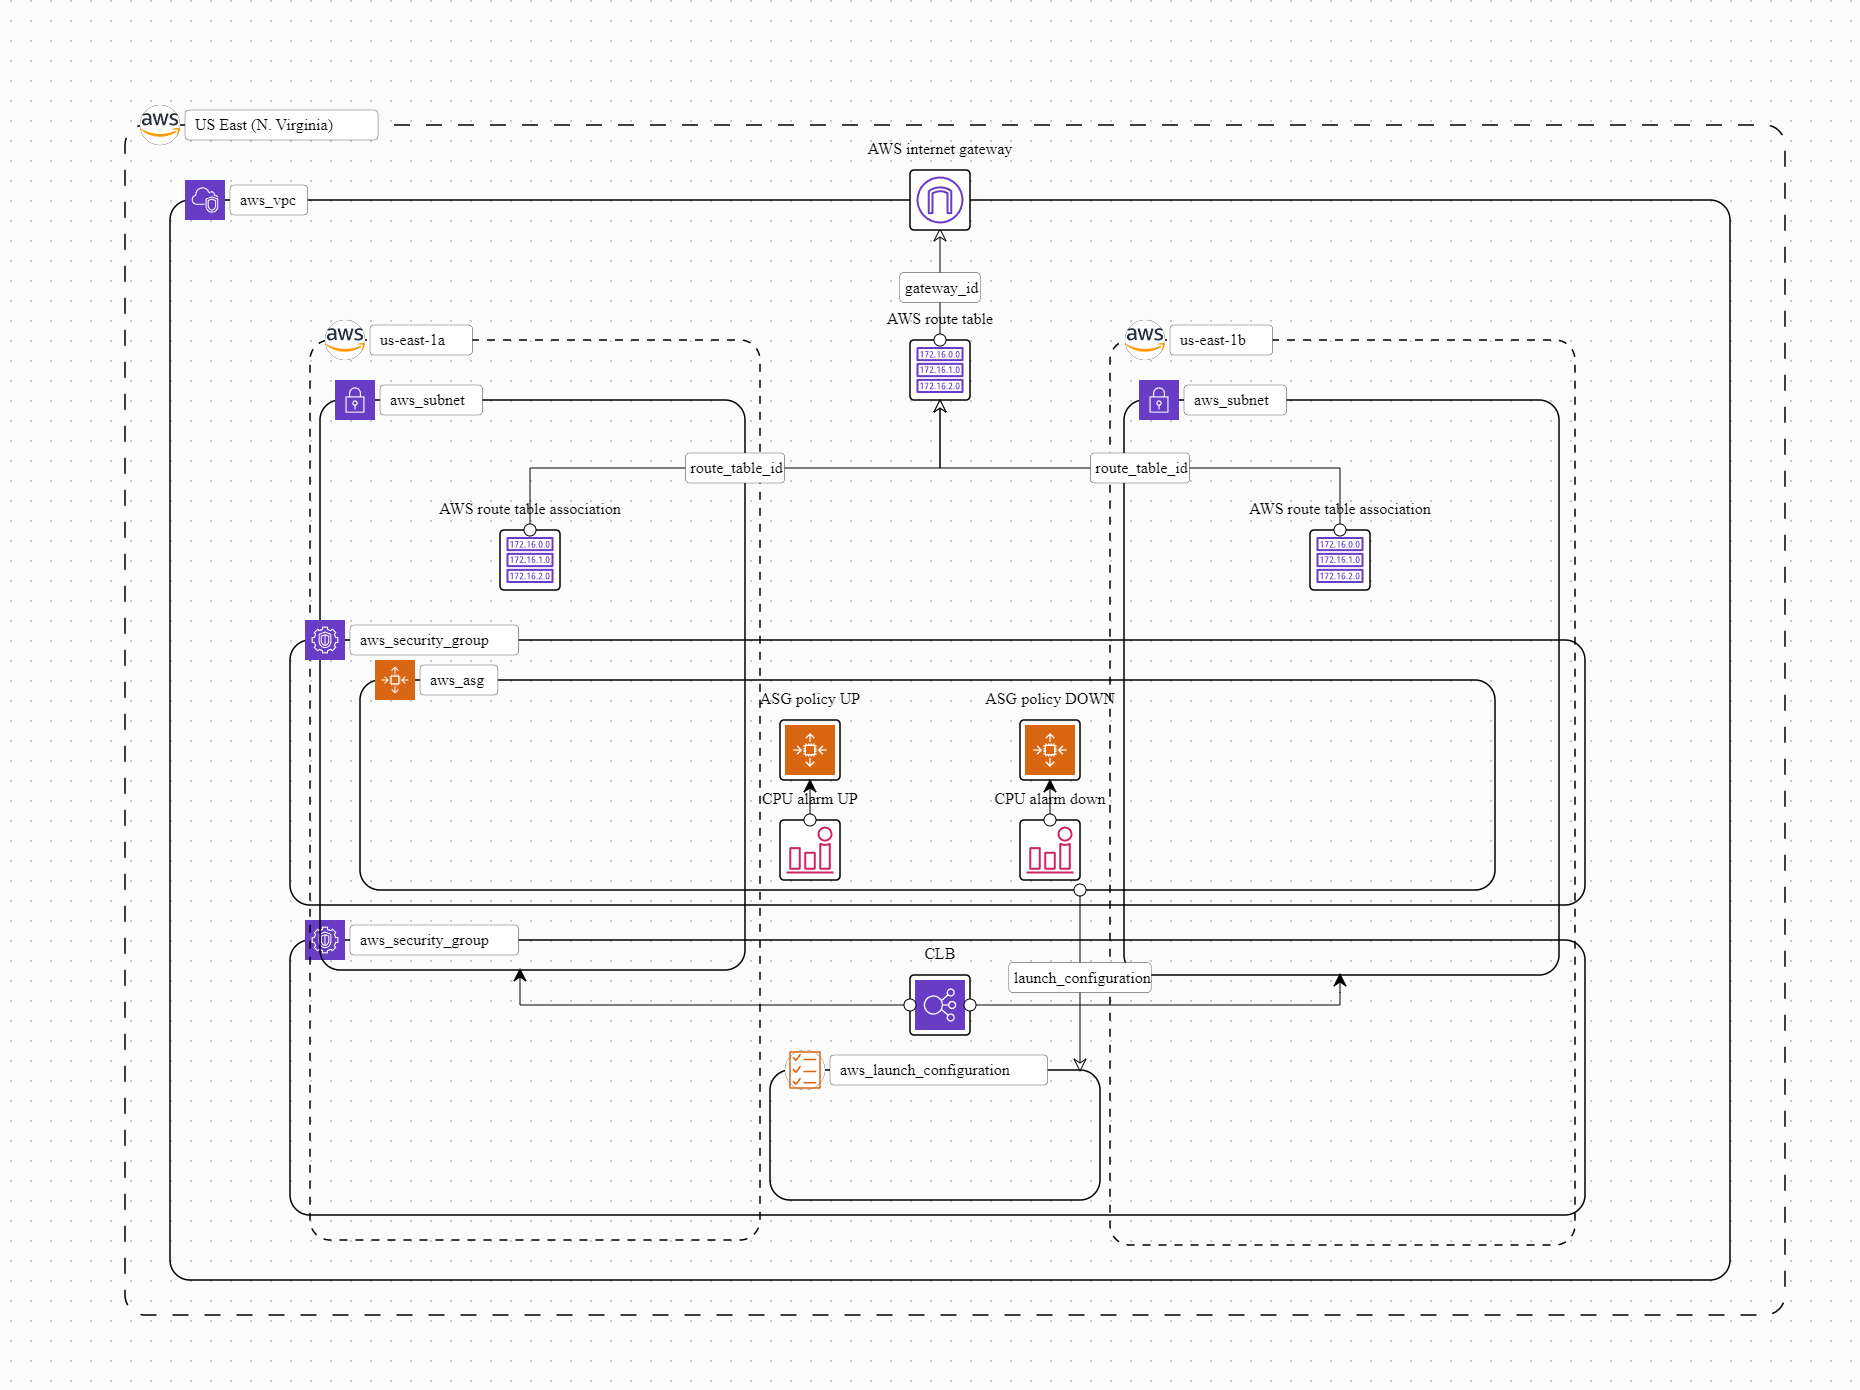 aws
US East (N. Virginia)
AWS internet gateway
aws_vpc
gateway_id
AWS route table
172.16.0.0
172.16.1.0
172.16.2.0
aws
us-east-1a
aws
us-east-1b
aws_subnet
aws_subnet
route_table_id
route_table_id
AWS route table association
172.16.0.0
172.16.1.0
172.16.2.0
AWS route table association
172.16.0.0
172.16.1.0
172.16.2.0
aws_security_group
aws_asg
ASG policy UP
ASG policy DOWN
CPU alarm UP
CPU alarm down
aws_security_group
CLB
launch_configuration
aws_launch_configuration